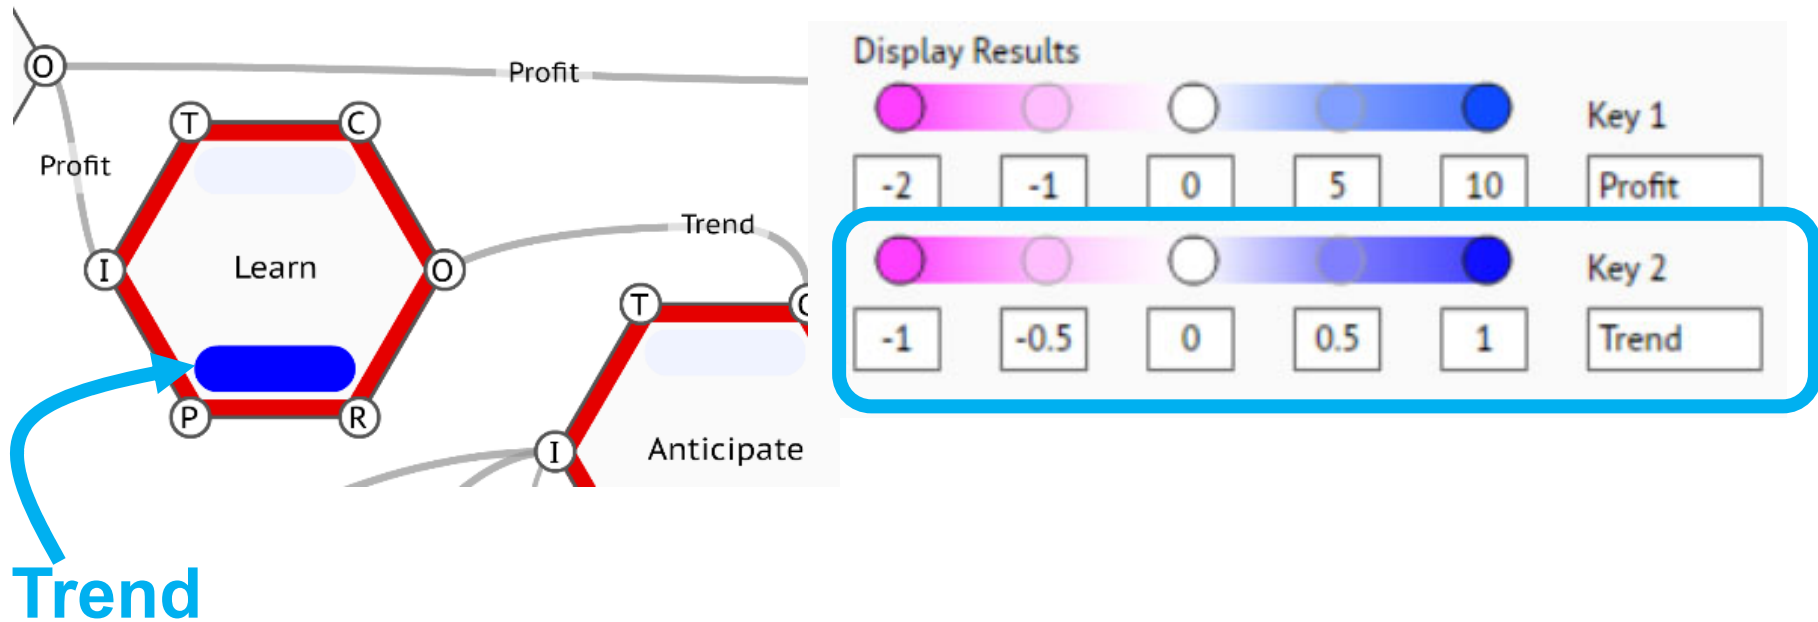 O
Profit
Profit
T
C
I
Learn
O
Trend
P
R
T
C
I
Anticipate
Trend
Display Results
Key 1
-2
-1
0
5
10
Profit
Key 2
-1
-0.5
0
0.5
1
Trend